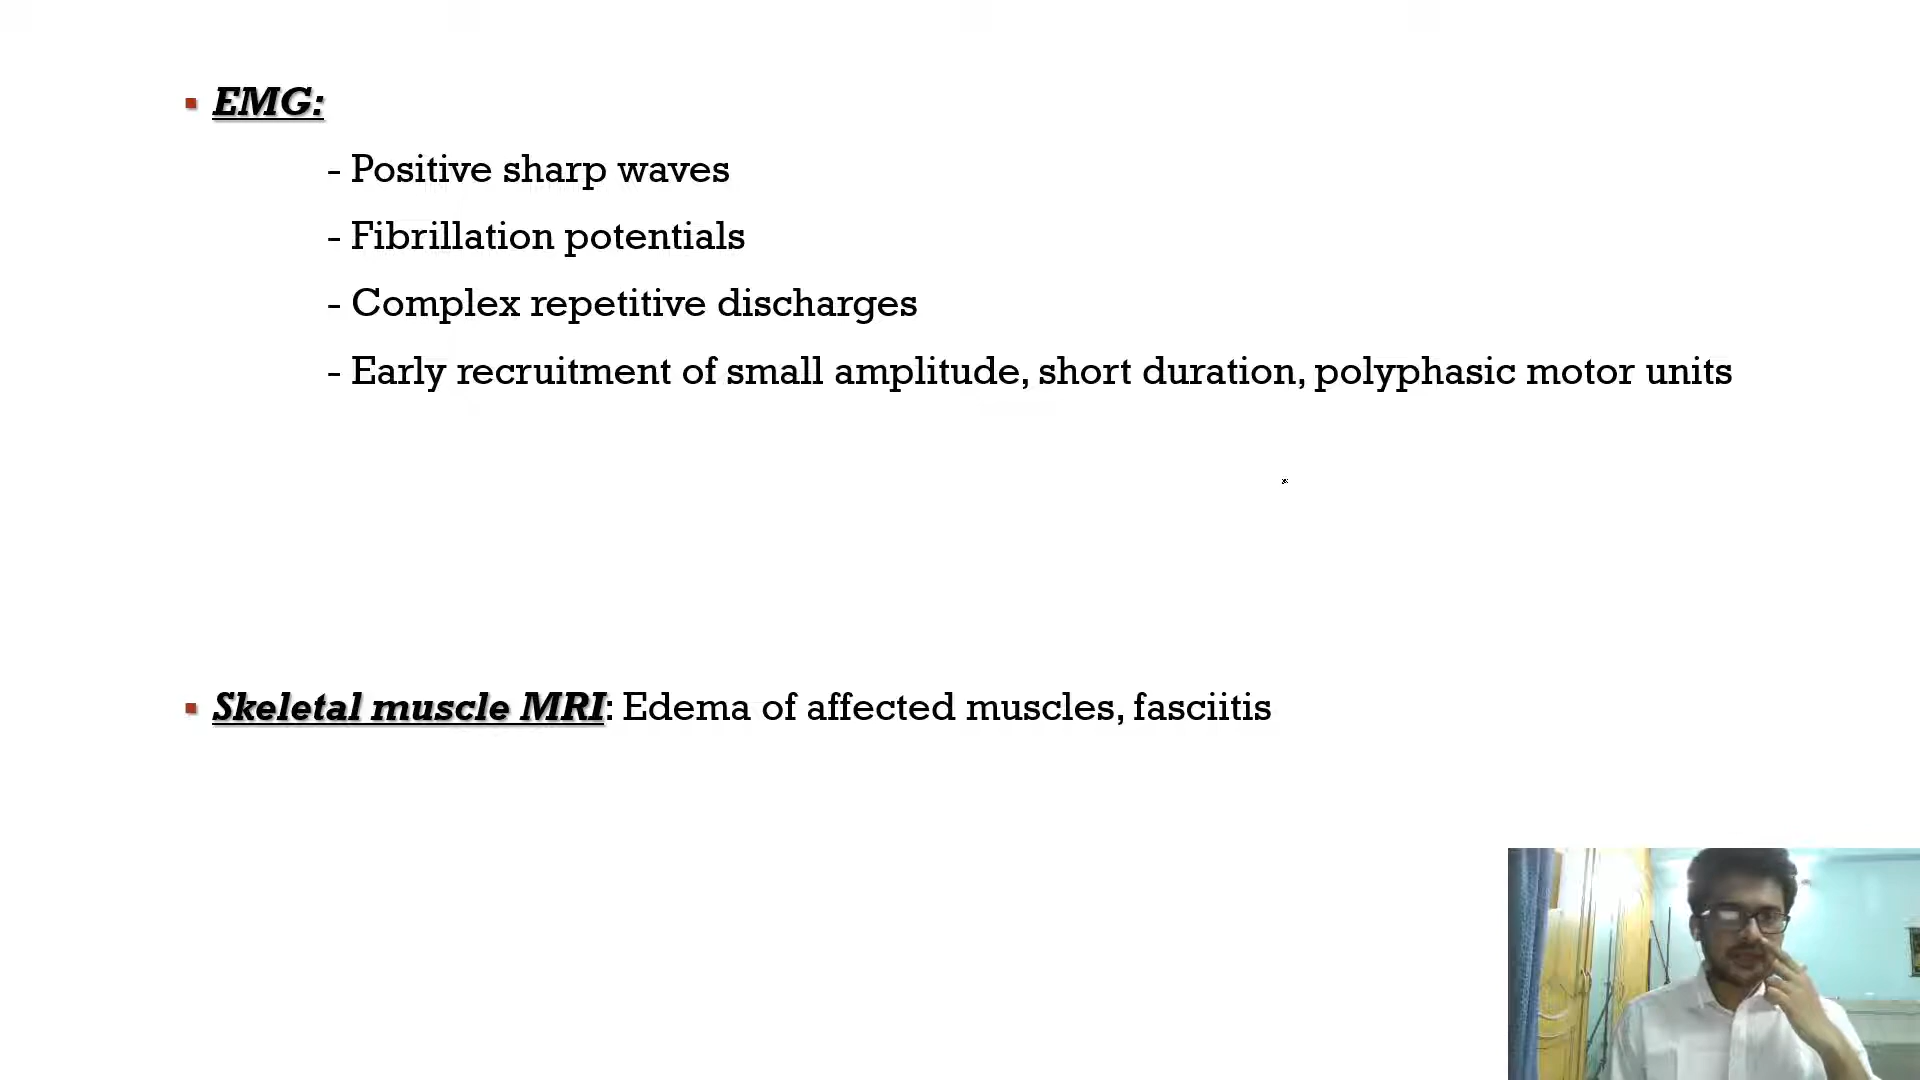 ▪ EMG:
- Positive sharp waves
- Fibrillation potentials
- Complex repetitive discharges
- Early recruitment of small amplitude, short duration, polyphasic motor units
▪ Skeletal muscle MRI: Edema of affected muscles, fasciitis